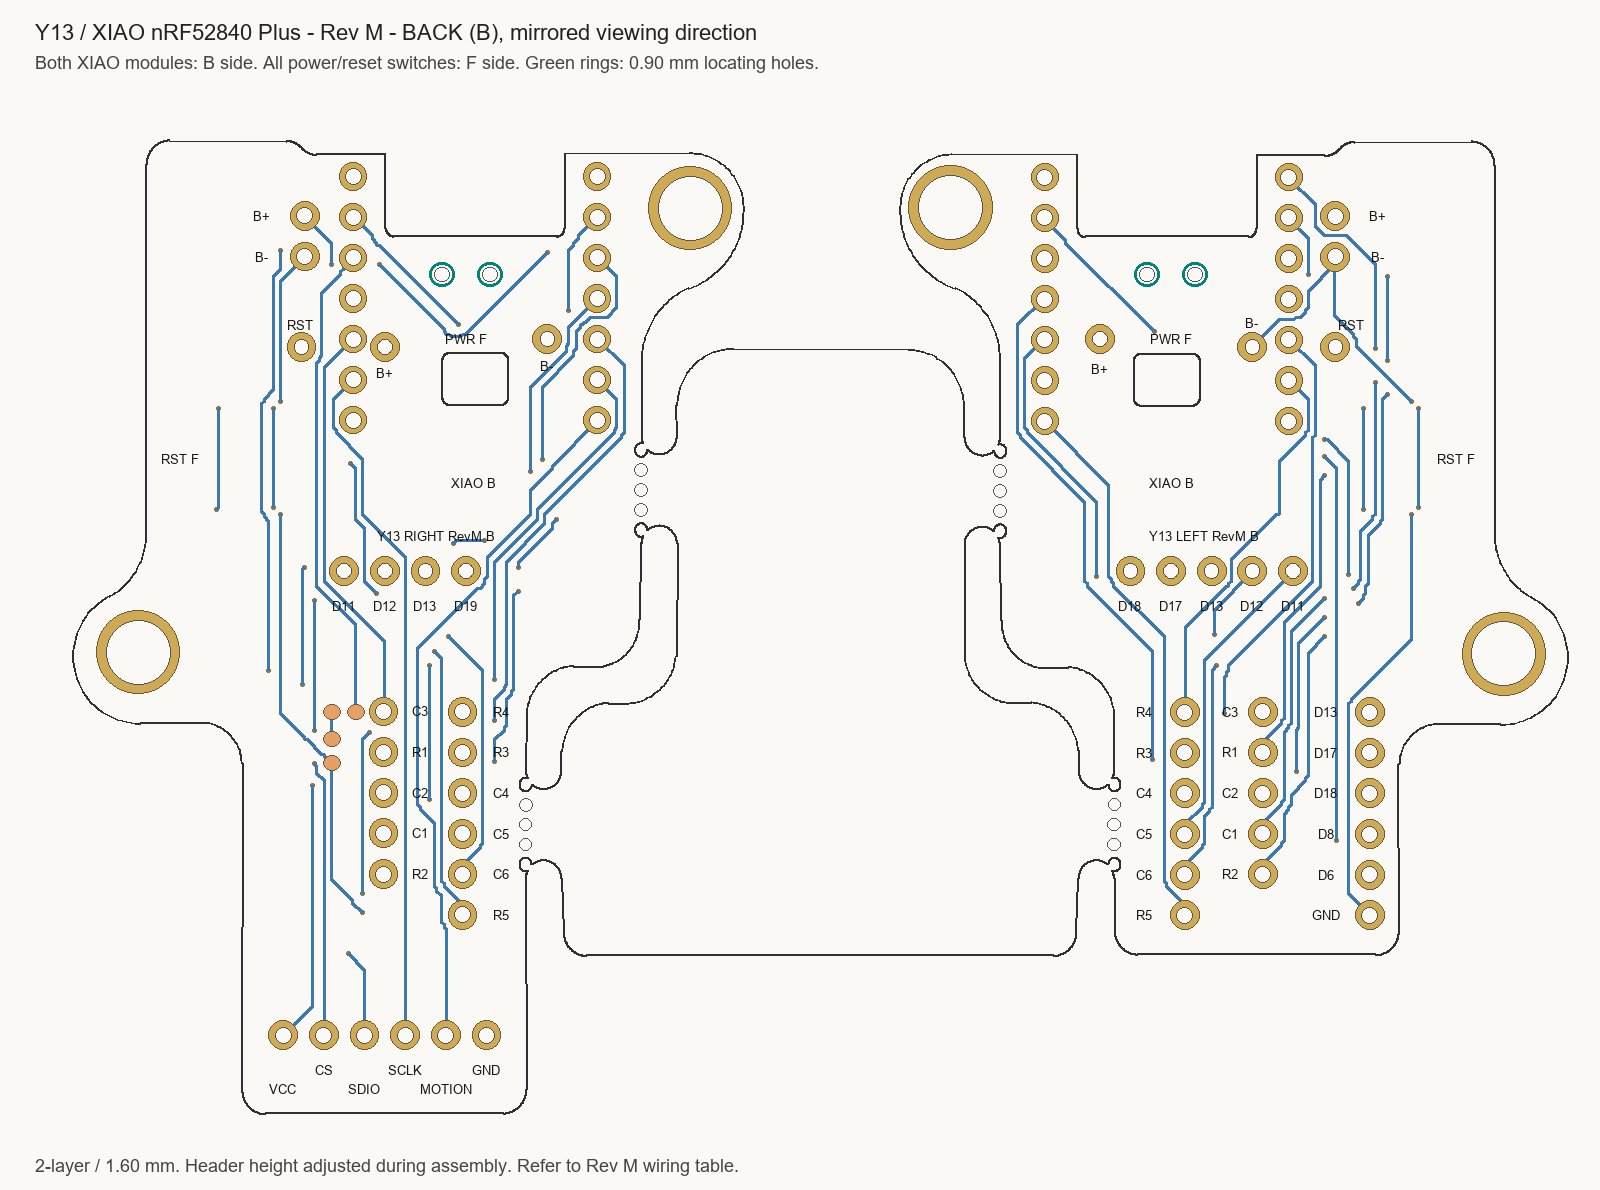 Y13 / XIAO nRF52840 Plus - Rev M - BACK (B), mirrored viewing direction
Both XIAO modules: B side. All power/reset switches: F side. Green rings: 0.90 mm locating holes.
B+
B-
RST
PWR F
B+
B-
RST F
XIAO B
Y13 RIGHT RevM B
D11 D12 D13 D19
C3 R4
R1 R3
C2 C4
C1 C5
R2 C6
R5
CS SCLK GND
VCC SDIO MOTION
B+
B-
B- RST
PWR F
B+
RST F
XIAO B
Y13 LEFT RevM B
D18 D17 D13 D12 D11
R4 C3 D13
R3 R1 D17
C4 C2 D18
C5 C1 D8
C6 R2 D6
R5 GND
2-layer / 1.60 mm. Header height adjusted during assembly. Refer to Rev M wiring table.